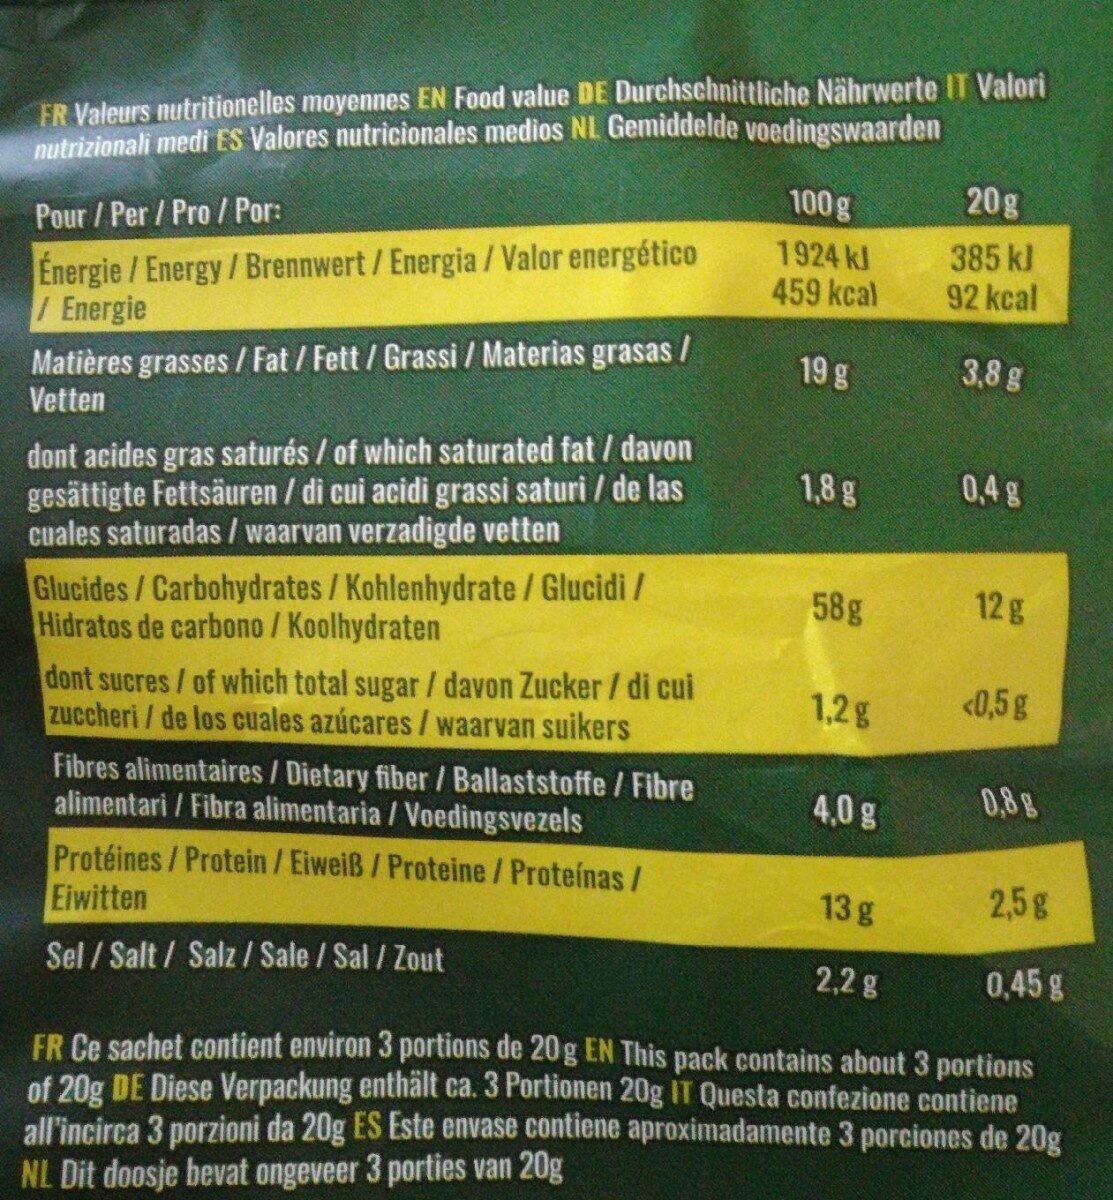 FR Valeurs nutritionelles moyennes EN Food value DE Durchschnittliche Nährwerte IT Valori
nutrizionali medi ES Valores nutricionales medios NL Gemiddelde voedingswaarden
Pour / Per / Pro / Por: 100 g 20 g
Énergie / Energy / Brennwert / Energia / Valor energético 1 924 kJ 385 kJ
/ Energie 459 kcal 92 kcal
Matières grasses / Fat / Fett / Grassi / Materias grasas /
Vetten 19 g 3,8 g
dont acides gras saturés / of which saturated fat / davon
gesättigte Fettsäuren / di cui acidi grassi saturi / de las 1,8 g 0,4 g
cuales saturadas / waarvan verzadigde vetten
Glucides / Carbohydrates / Kohlenhydrate / Glucidi / 58 g 12 g
Hidratos de carbono / Koolhydraten
dont sucres / of which total sugar / davon Zucker / di cui
zuccheri / de los cuales azúcares / waarvan suikers 1,2 g <0,5 g
Fibres alimentaires / Dietary fiber / Ballaststoffe / Fibre
alimentari / Fibra alimentaria / Voedingsvezels 4,0 g 0,8 g
Protéines / Protein / Eiweiß / Proteine / Proteínas /
Eiwitten 13 g 2,5 g
Sel / Salt / Salz / Sale / Sal / Zout 2,2 g 0,45 g
FR Ce sachet contient environ 3 portions de 20 g EN This pack contains about 3 portions
of 20g DE Diese Verpackung enthält ca. 3 Portionen 20g IT Questa confezione contiene
all'incirca 3 porzioni da 20g ES Este envase contiene aproximadamente 3 porciones de 20g
NL Dit doosje bevat ongeveer 3 porties van 20g